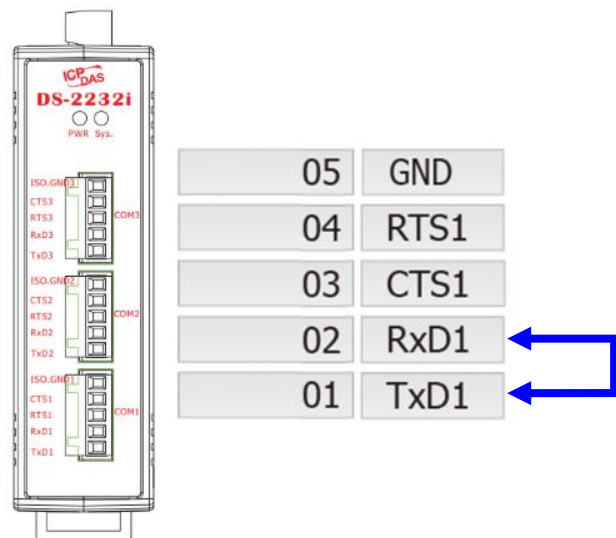 ICP DAS
DS-2232i
PWR Sys.
ISO.GND3
CTS3
RTS3
RxD3
TxD3
COM3
ISO.GND2
CTS2
RTS2
RxD2
TxD2
COM2
ISO.GND1
CTS1
RTS1
RxD1
TxD1
COM1
05 GND
04 RTS1
03 CTS1
02 RxD1
01 TxD1